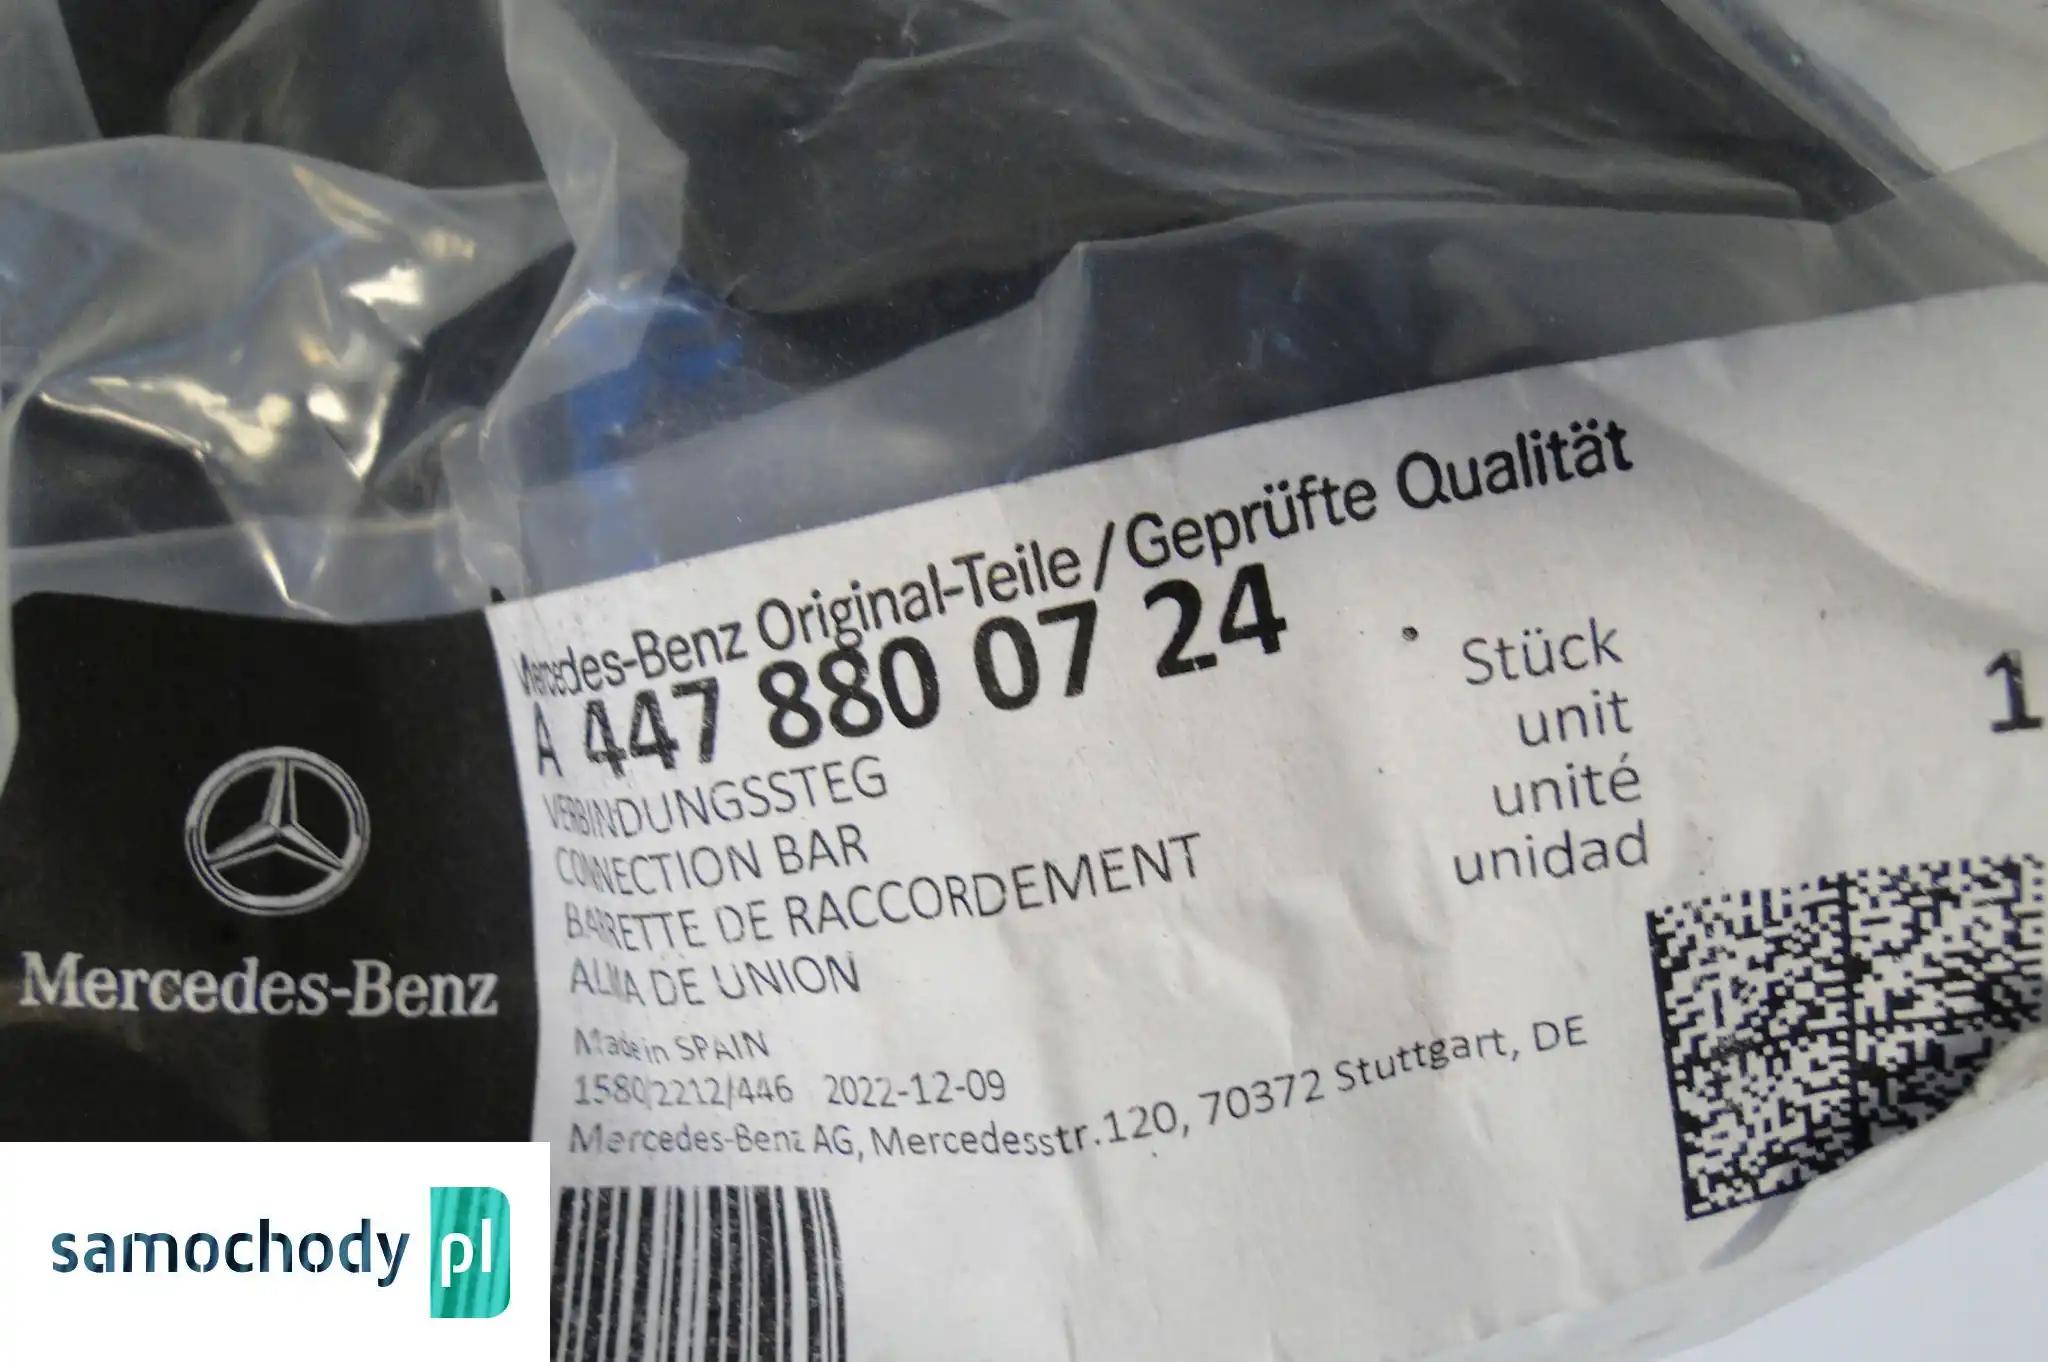 Mercedes-Benz Original-Teile / Geprüfte Qualität
A 447 880 07 24
VERBINDUNGSSTEG
CONNECTION BAR
BARRETTE DE RACCORDEMENT
ALMA DE UNION
Stück
unit
unité
unidad
1
Made in SPAIN
1580/2212/446 2022-12-09
Mercedes-Benz AG, Mercedesstr.120, 70372 Stuttgart, DE
Mercedes-Benz
samochody pl